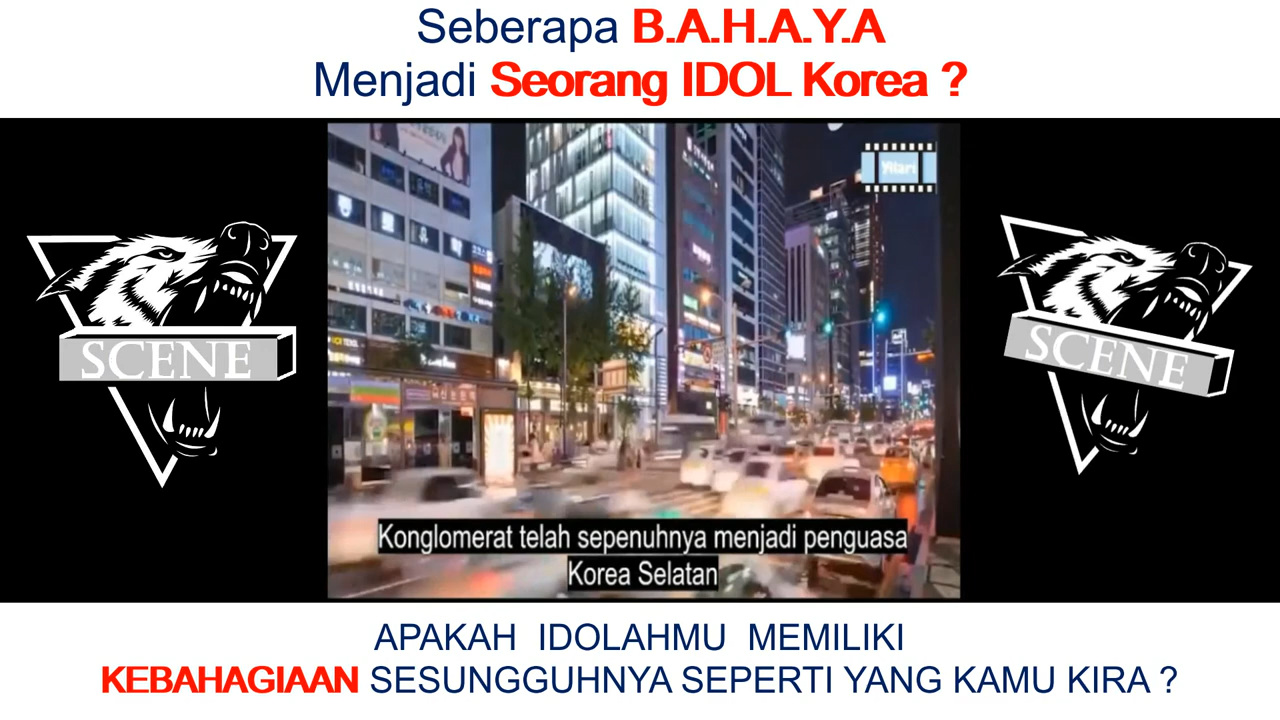 Seberapa B.A.H.A.Y.A
Menjadi Seorang IDOL Korea ?
Yilari
SCENE
SCENE
Konglomerat telah sepenuhnya menjadi penguasa
Korea Selatan
APAKAH IDOLAHMU MEMILIKI
KEBAHAGIAAN SESUNGGUHNYA SEPERTI YANG KAMU KIRA ?